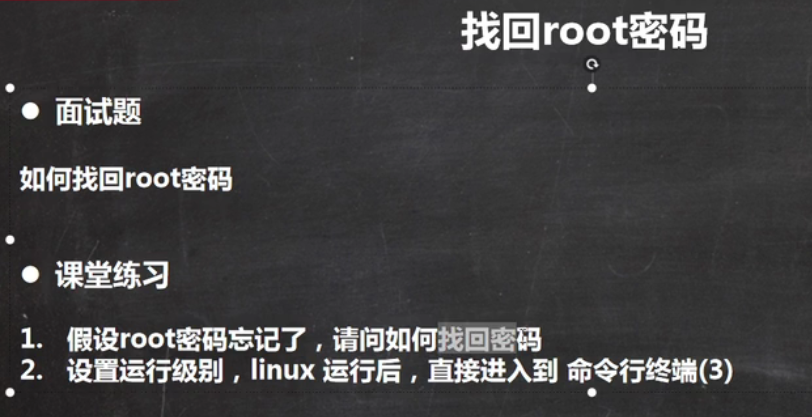 找回root密码
● 面试题
如何找回root密码
● 课堂练习
1. 假设root密码忘记了，请问如何找回密码
2. 设置运行级别，linux 运行后，直接进入到 命令行终端(3)